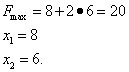 F_max = 8 + 2 • 6 = 20
x_1 = 8
x_2 = 6.